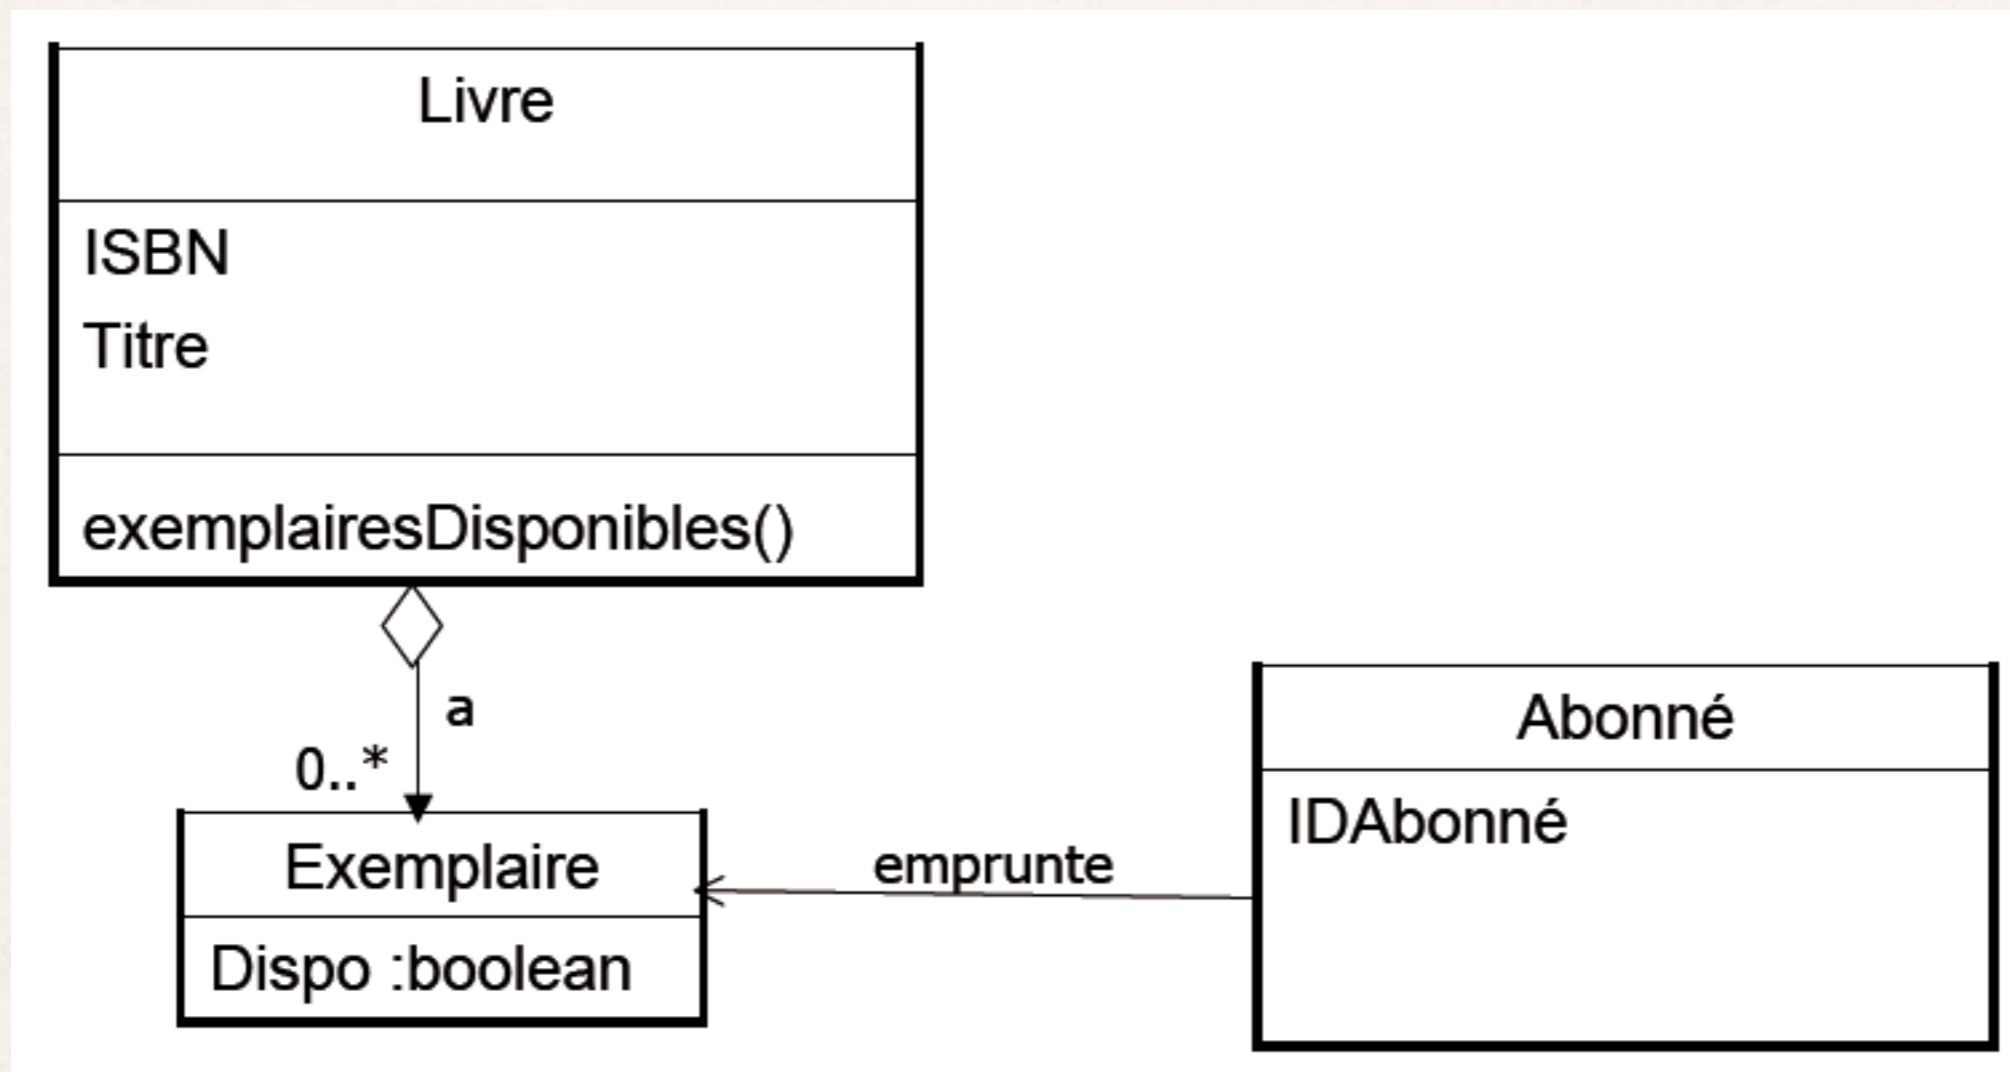 Livre
ISBN
Titre
exemplairesDisponibles()
a
0..*
Exemplaire
Dispo :boolean
emprunte
Abonné
IDAbonné